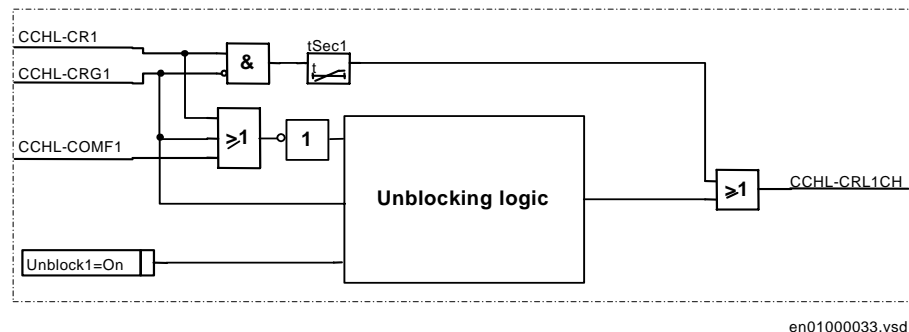 CCHL-CR1
tSec1
CCHL-CRG1
&
t
≥1
1
CCHL-COMF1
Unblocking logic
≥1
CCHL-CRL1CH
Unblock1=On
en01000033.vsd